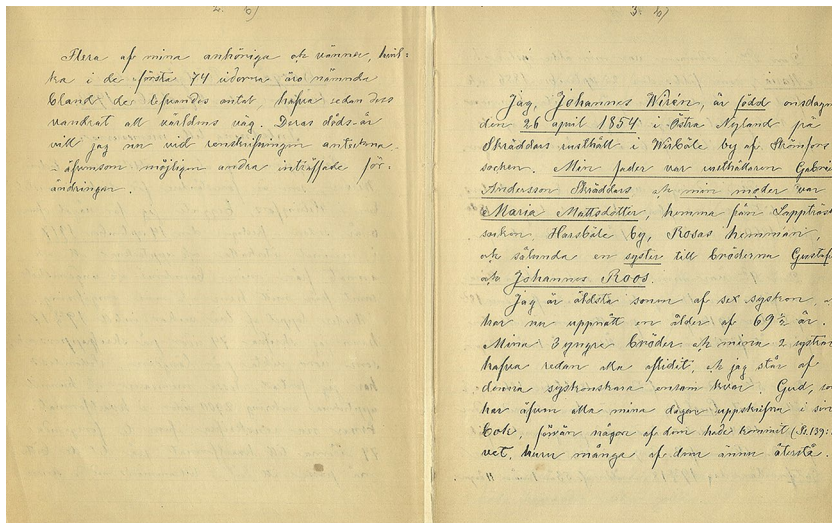 2. b)
Flera af mina anhöriga och vänner, hvil-
ka i de första 74 sidorna äro nämnda
bland de lefvandes antal, hafva sedan dess
vandrat all världens väg. Deras döds-år
vill jag nu vid renskrifningen anteckna
äfvensom möjligen andra inträffade för-
ändringar.
3. b)
Jag, Johannes Wirén, är född onsdagen
den 26 april 1854 i Östra Nyland på
Skräddars usthåll i Wirböle by af Strömfors
socken. Min fader var usthållaren Gabriel
Andersson Skräddars och min moder var
Maria Mattsdotter, hemma från Lappträsk
socken, Harsböle by, Rosas hemman,
och sålunda en syster till bröderna Gustaf
och Johannes Roos.
Jag är äldsta sonen af sex syskon,
har nu uppnått en ålder af 69½ år.
Mina 3 yngre bröder och mina 2 systrar
hafva redan alla aflidit, och jag står af
denna syskonskara ensam kvar. Gud, som
har äfven alla mina dagar uppskrifna i sin
bok, förrän någon af dem hade kommit (Ps. 139:
vet, huru många af dem ännu återstå.